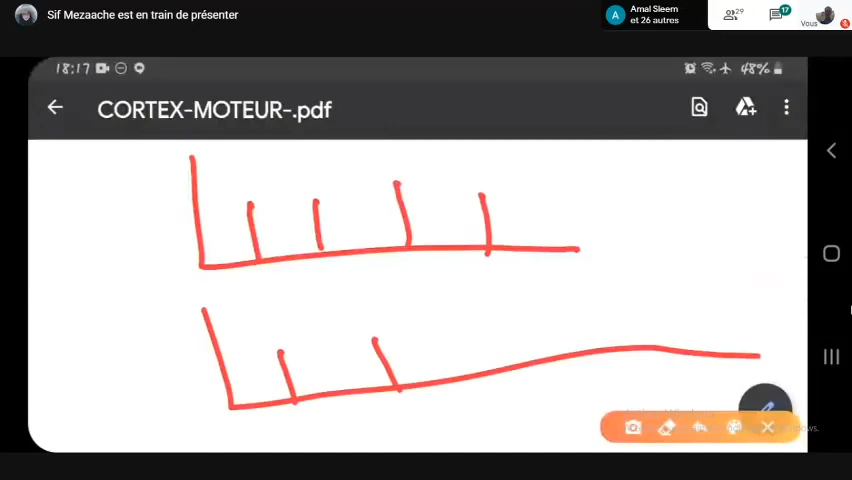 Sif Mezaache est en train de présenter
A
Amal Sleem
et 26 autres
29
17
Vous
18:17
48%
CORTEX-MOTEUR-.pdf